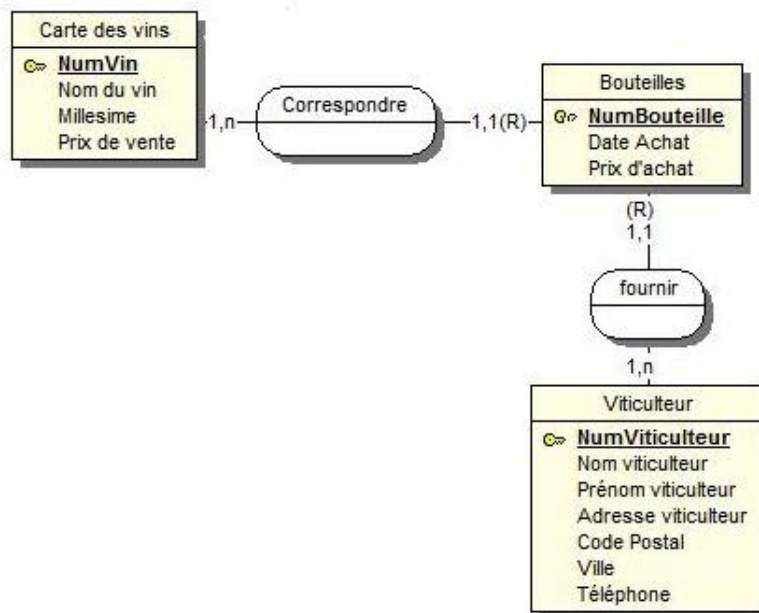 Carte des vins
NumVin
Nom du vin
Millesime
Prix de vente
1,n
Correspondre
1,1(R)
Bouteilles
NumBouteille
Date Achat
Prix d'achat
(R)
1,1
fournir
1,n
Viticulteur
NumViticulteur
Nom viticulteur
Prénom viticulteur
Adresse viticulteur
Code Postal
Ville
Téléphone